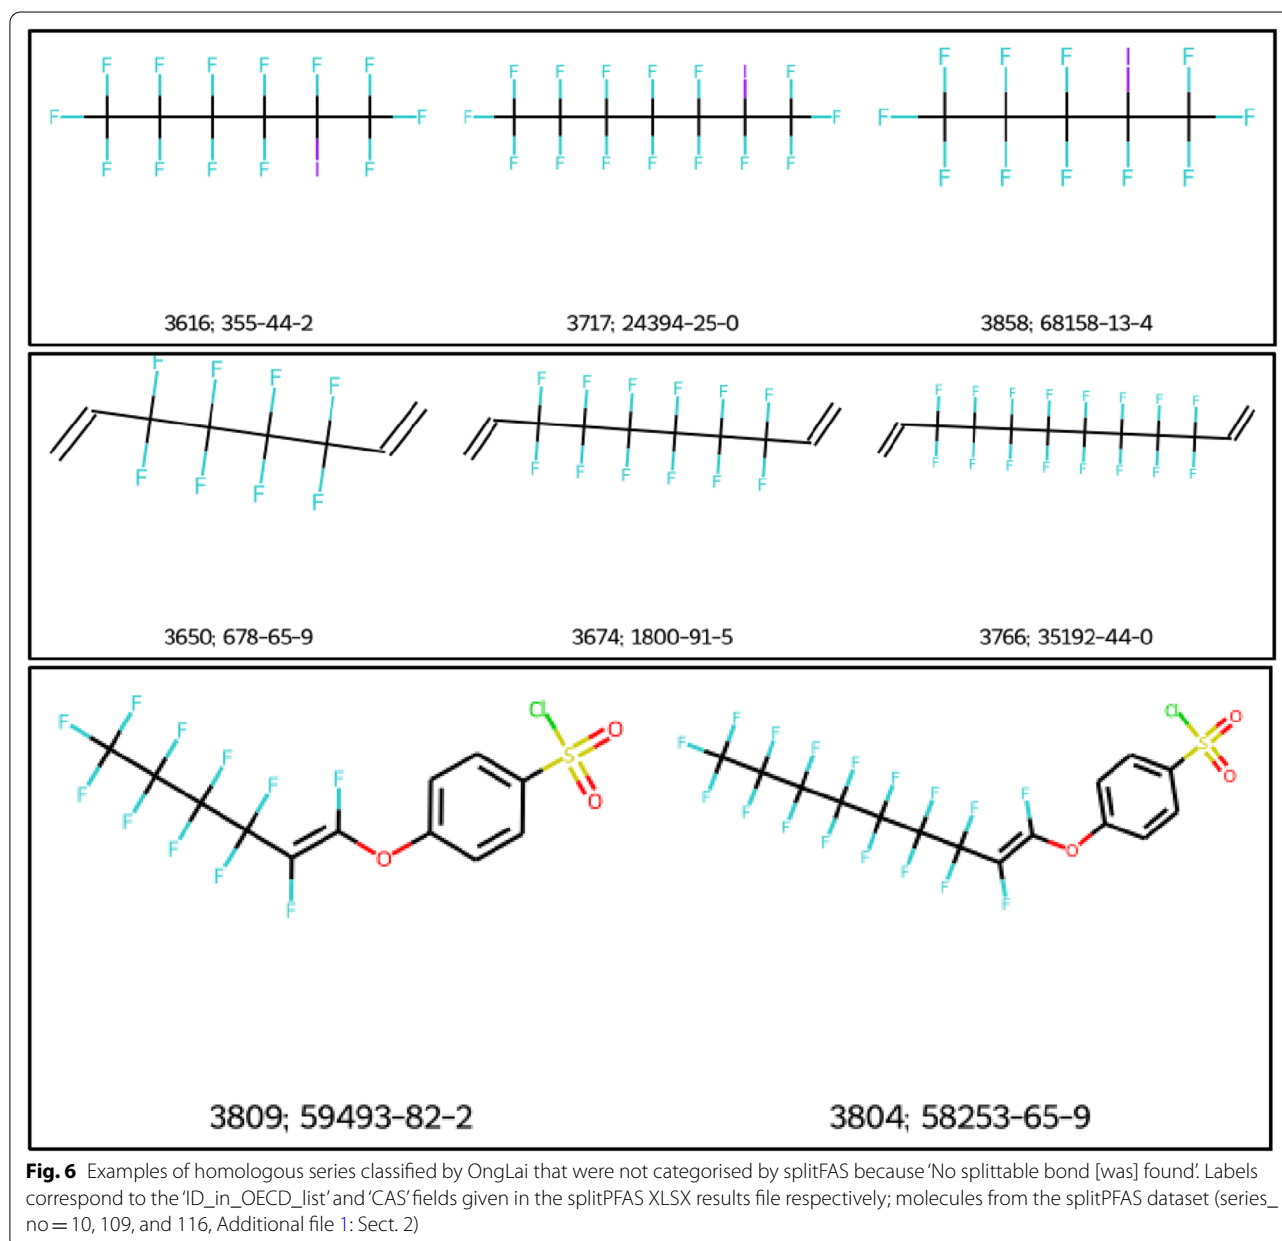 F F F F F F
F F
F F F F I F
3616; 355-44-2
F F F F F I F
F F
F F F F F F F
3717; 24394-25-0
F F F I F
F F
F F F F F
3858; 68158-13-4
F F F F
F F F F
3650; 678-65-9
F F F F F F
F F F F F F
3674; 1800-91-5
F F F F F F F F
F F F F F F F F
3766; 35192-44-0
F F F F F F
F F F F
F
O
Cl
S
O
O
3809; 59493-82-2
F F F F F F F F F
F F F F F F F
F
O
Cl
S
O
O
3804; 58253-65-9
Fig. 6 Examples of homologous series classified by OngLai that were not categorised by splitFAS because ‘No splittable bond [was] found’. Labels
correspond to the ‘ID_in_OECD_list’ and ‘CAS’ fields given in the splitPFAS XLSX results file respectively; molecules from the splitPFAS dataset (series_
no = 10, 109, and 116, Additional file 1: Sect. 2)